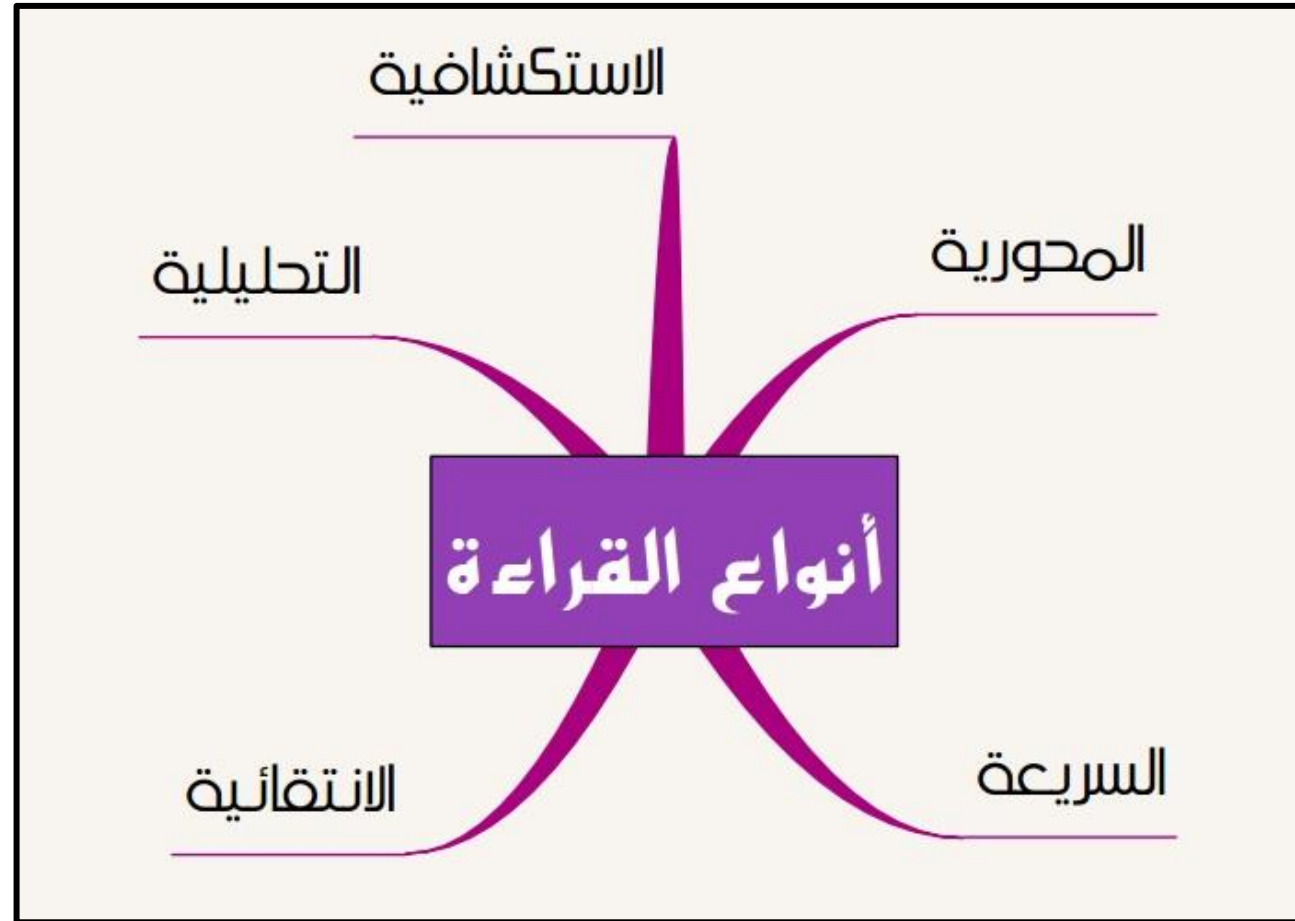 الاستكشافية
المحورية
التحليلية
أنواع القراءة
السريعة
الانتقائية